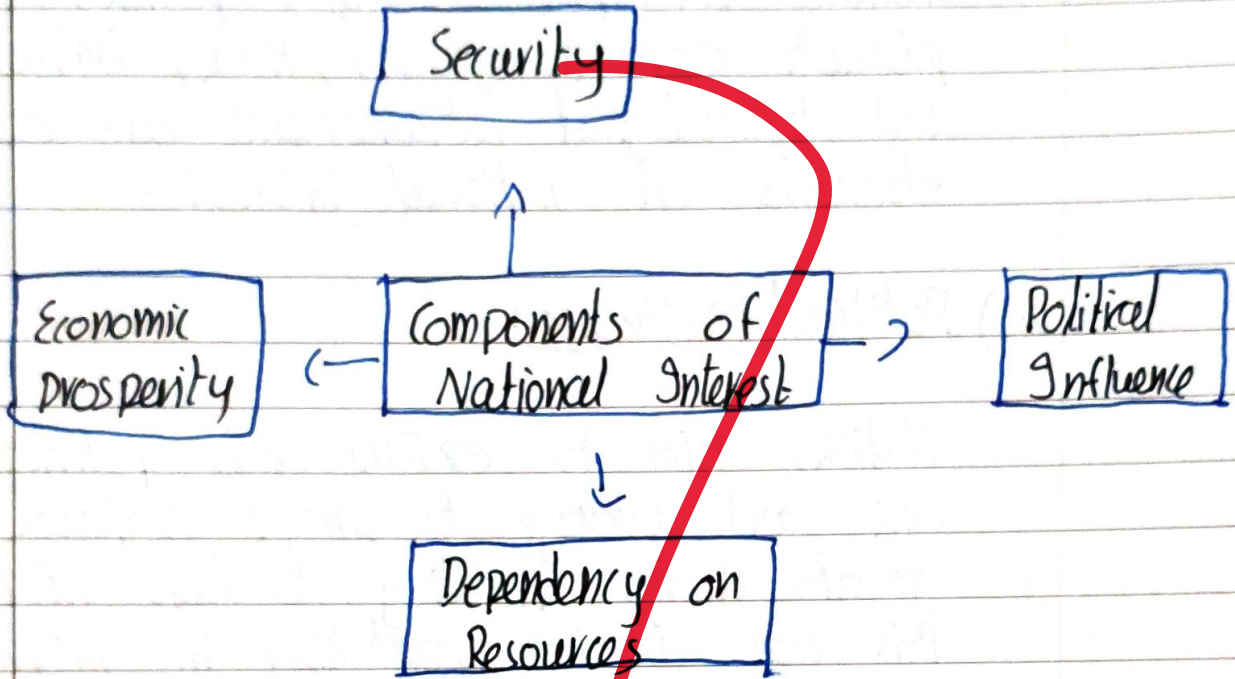 Security
Economic
Prosperity
Components of
National Interest
Political
Influence
Dependency on
Resources